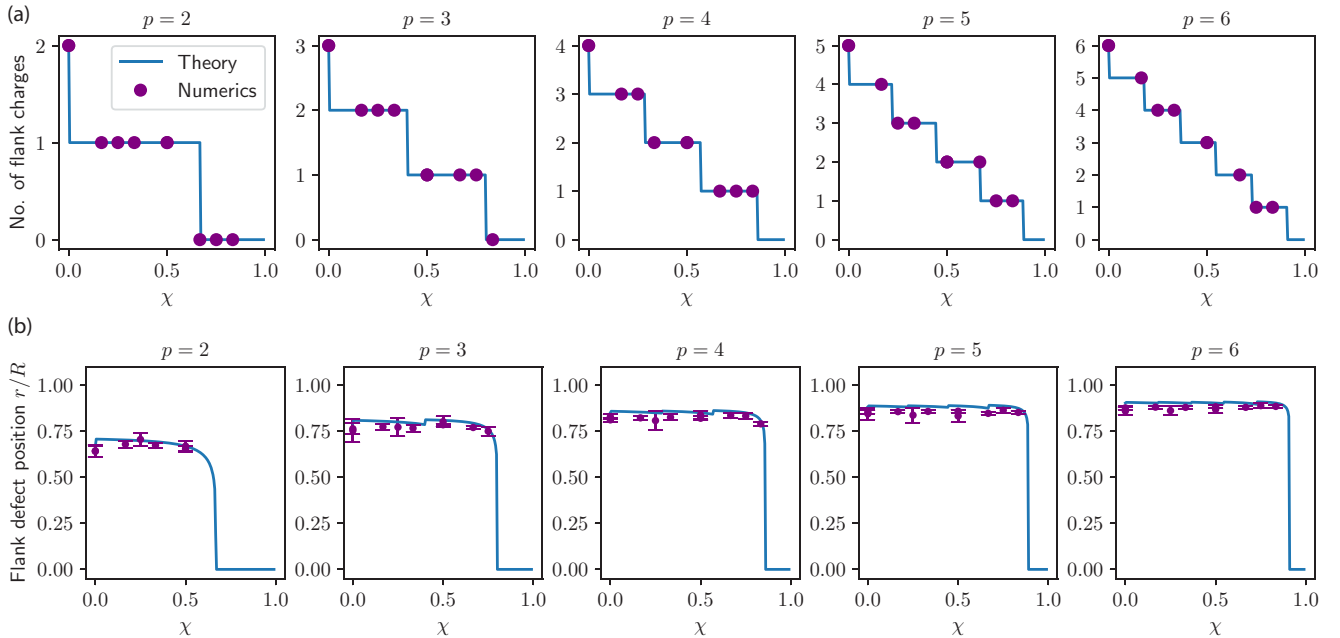 (a)
p = 2
p = 3
p = 4
p = 5
p = 6
No. of flank charges
2
1
0
Theory
Numerics
3
2
1
0
4
3
2
1
0
5
4
3
2
1
0
6
5
4
3
2
1
0
0.0 0.5 1.0
0.0 0.5 1.0
0.0 0.5 1.0
0.0 0.5 1.0
0.0 0.5 1.0
χ
χ
χ
χ
χ
(b)
p = 2
p = 3
p = 4
p = 5
p = 6
Flank defect position r/R
1.00
0.75
0.50
0.25
0.00
1.00
0.75
0.50
0.25
0.00
1.00
0.75
0.50
0.25
0.00
1.00
0.75
0.50
0.25
0.00
1.00
0.75
0.50
0.25
0.00
0.0 0.5 1.0
0.0 0.5 1.0
0.0 0.5 1.0
0.0 0.5 1.0
0.0 0.5 1.0
χ
χ
χ
χ
χ